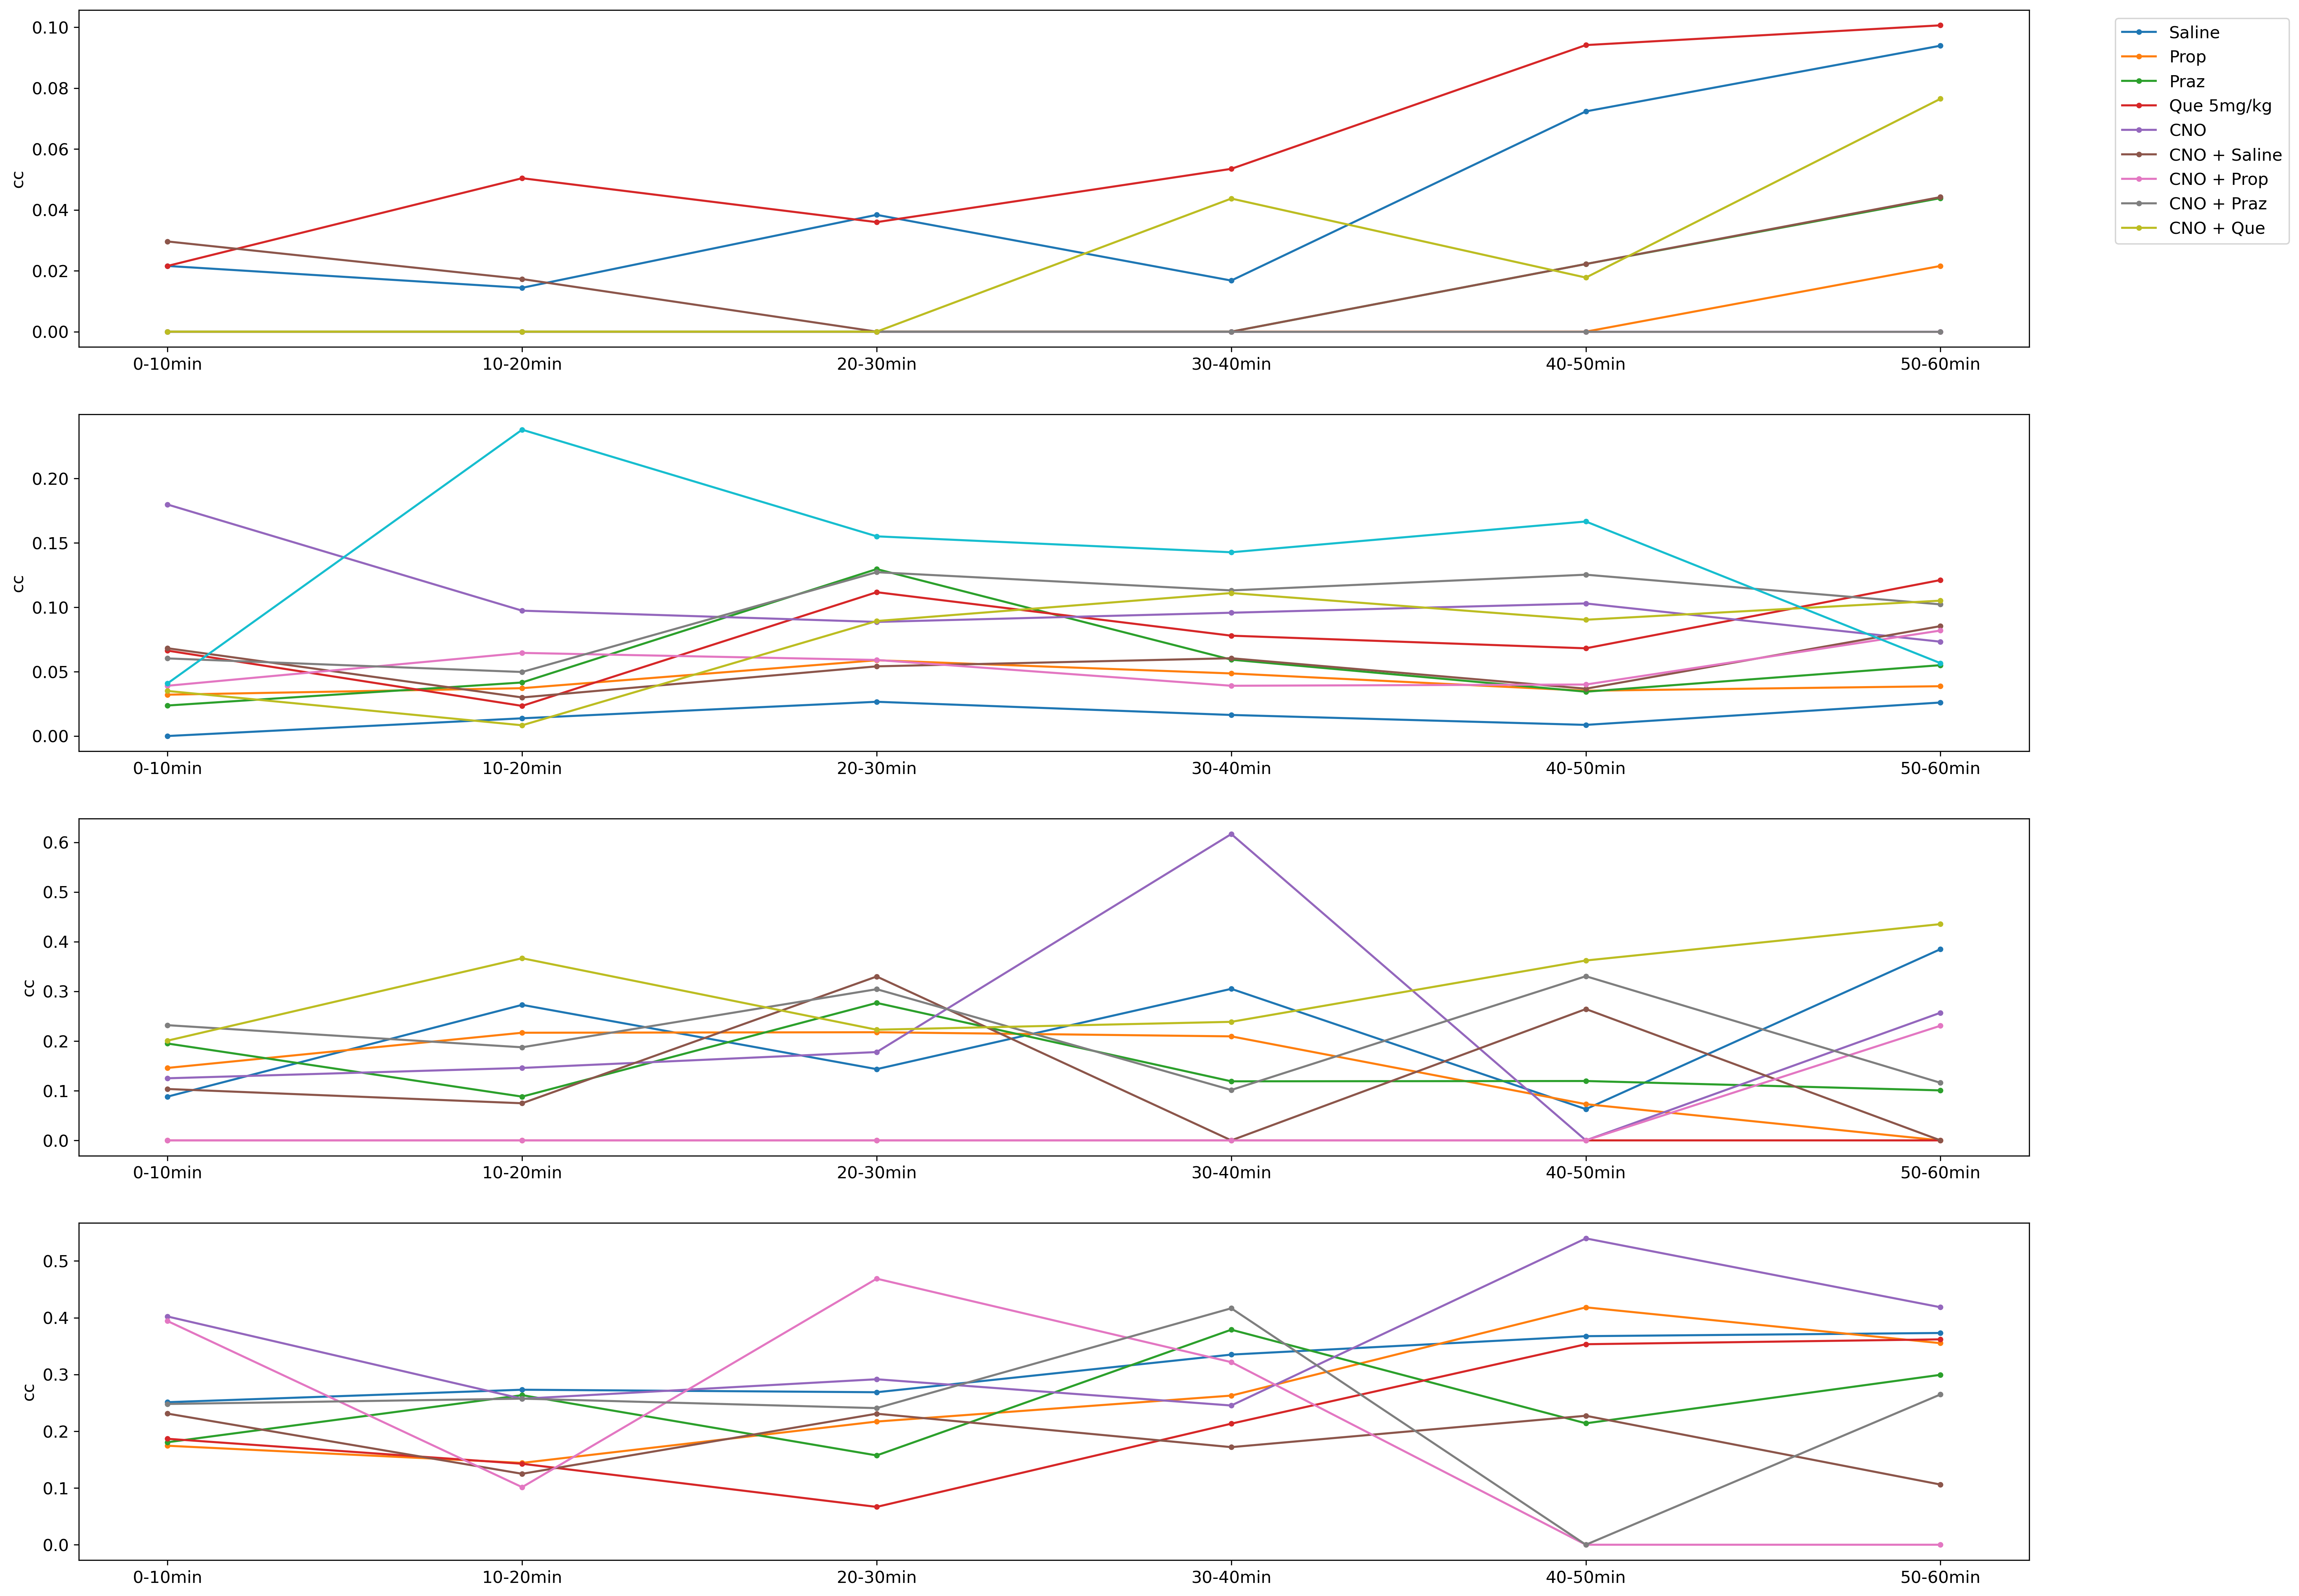 0.10
0.08
0.06
0.04
0.02
0.00
cc
0-10min 10-20min 20-30min 30-40min 40-50min 50-60min
Saline
Prop
Praz
Que 5mg/kg
CNO
CNO + Saline
CNO + Prop
CNO + Praz
CNO + Que
0.20
0.15
0.10
0.05
0.00
cc
0-10min 10-20min 20-30min 30-40min 40-50min 50-60min
0.6
0.5
0.4
0.3
0.2
0.1
0.0
cc
0-10min 10-20min 20-30min 30-40min 40-50min 50-60min
0.5
0.4
0.3
0.2
0.1
0.0
cc
0-10min 10-20min 20-30min 30-40min 40-50min 50-60min